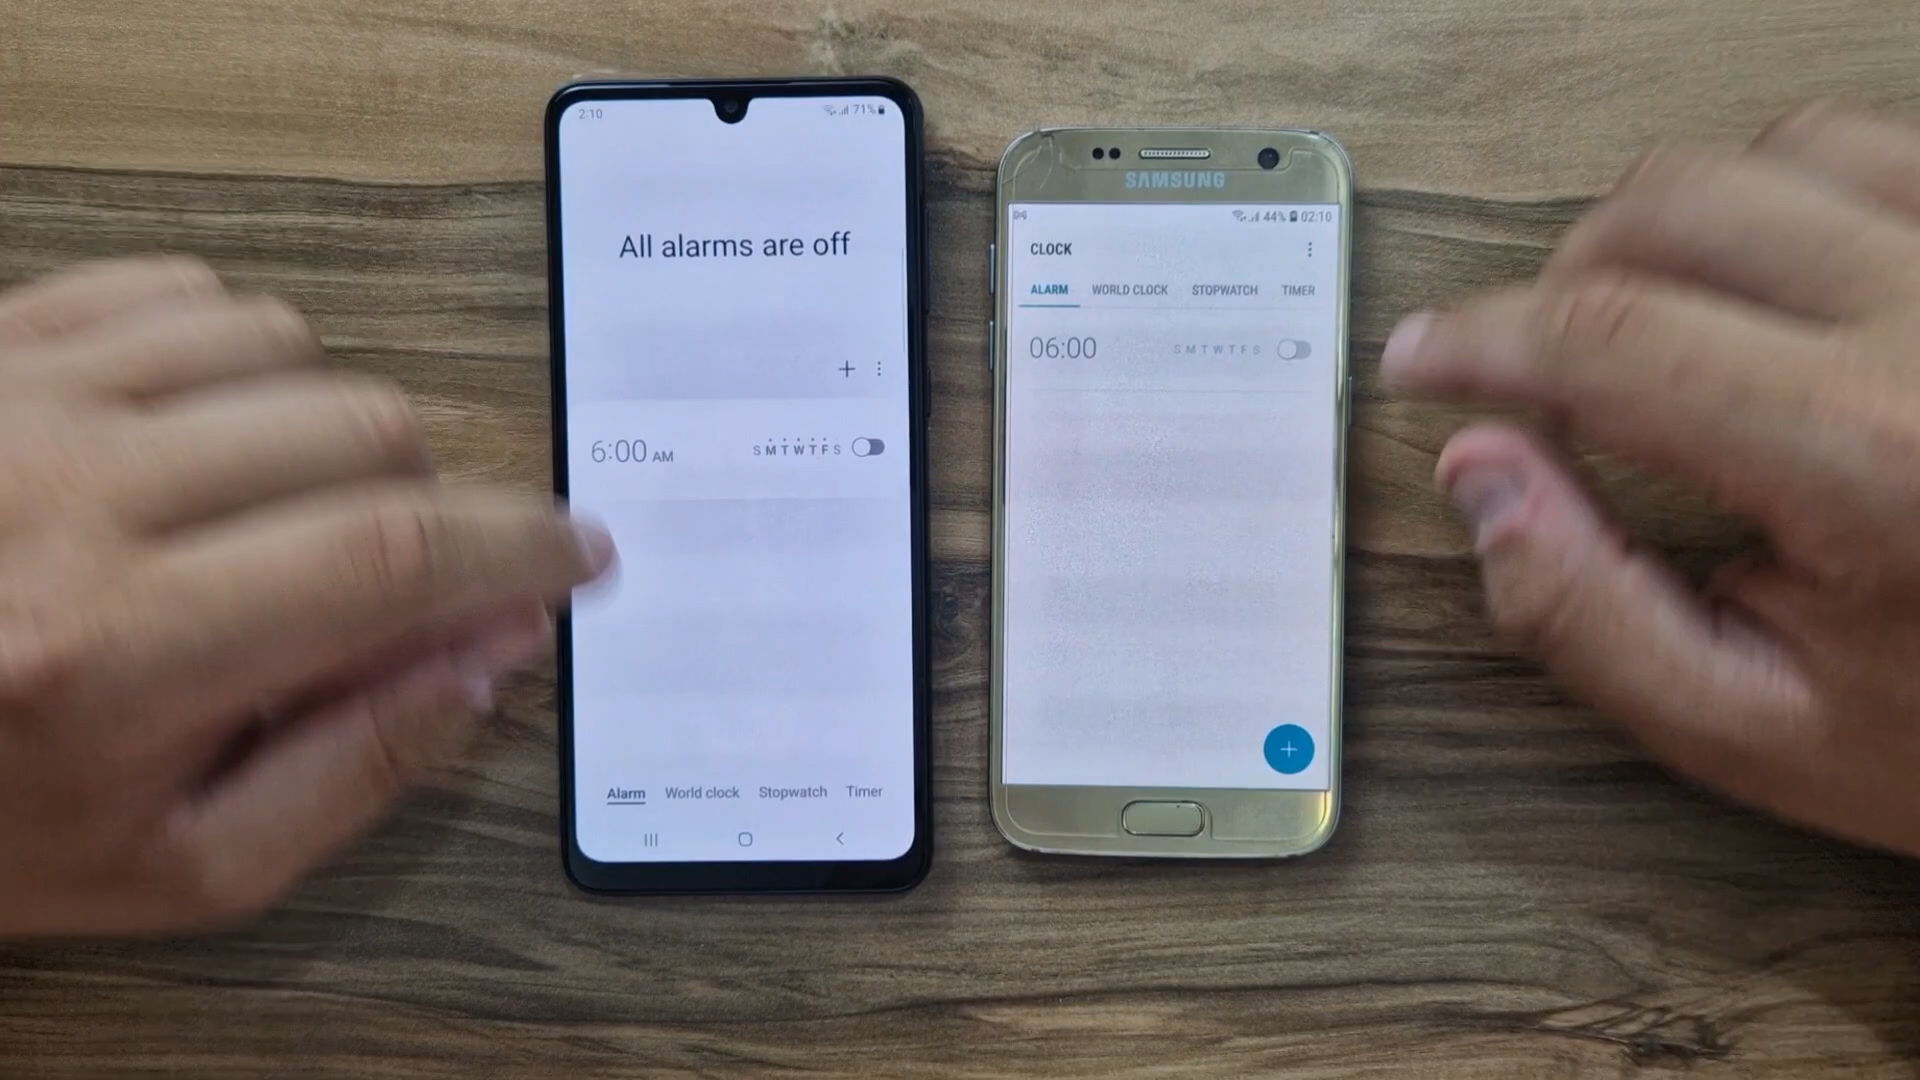 2:10
71%
All alarms are off
6:00 AM
S M T W T F S
Alarm World clock Stopwatch Timer
SAMSUNG
44% 02:10
CLOCK
ALARM WORLD CLOCK STOPWATCH TIMER
06:00
S M T W T F S